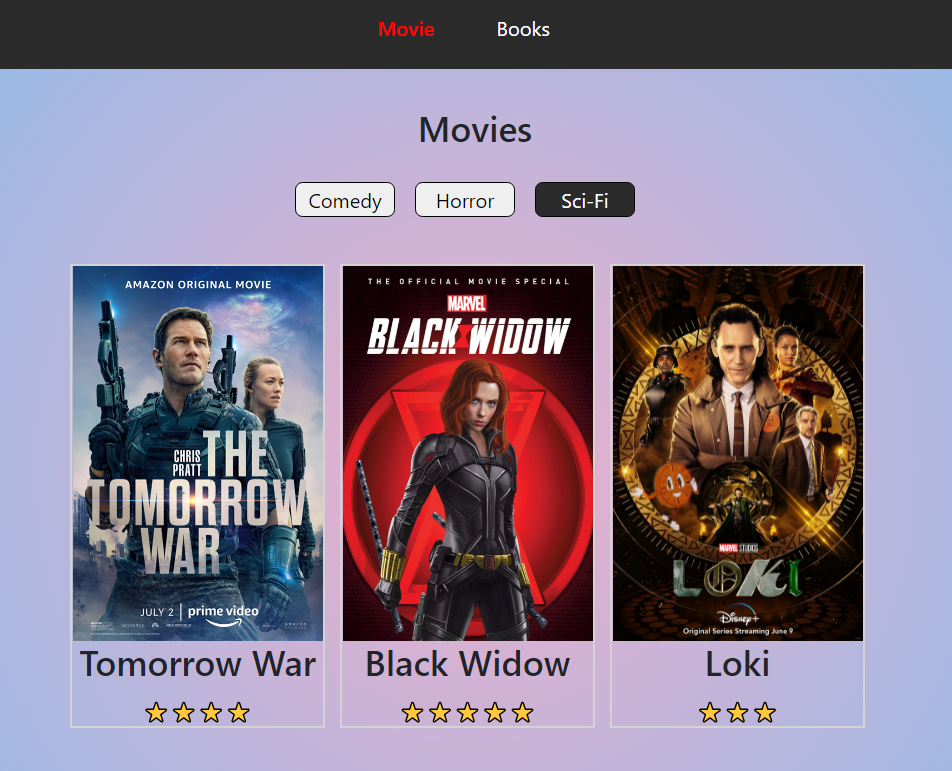 Movie Books
Movies
Comedy Horror Sci-Fi
AMAZON ORIGINAL MOVIE
CHRIS
PRATT
THE
TOMORROW
WAR
JULY 2 | prime video
AMAZON
STUDIOS
Tomorrow War
THE OFFICIAL MOVIE SPECIAL
MARVEL
BLACK WIDOW
Black Widow
MARVEL STUDIOS
LOKI
Disney+
Original Series Streaming June 9
Loki